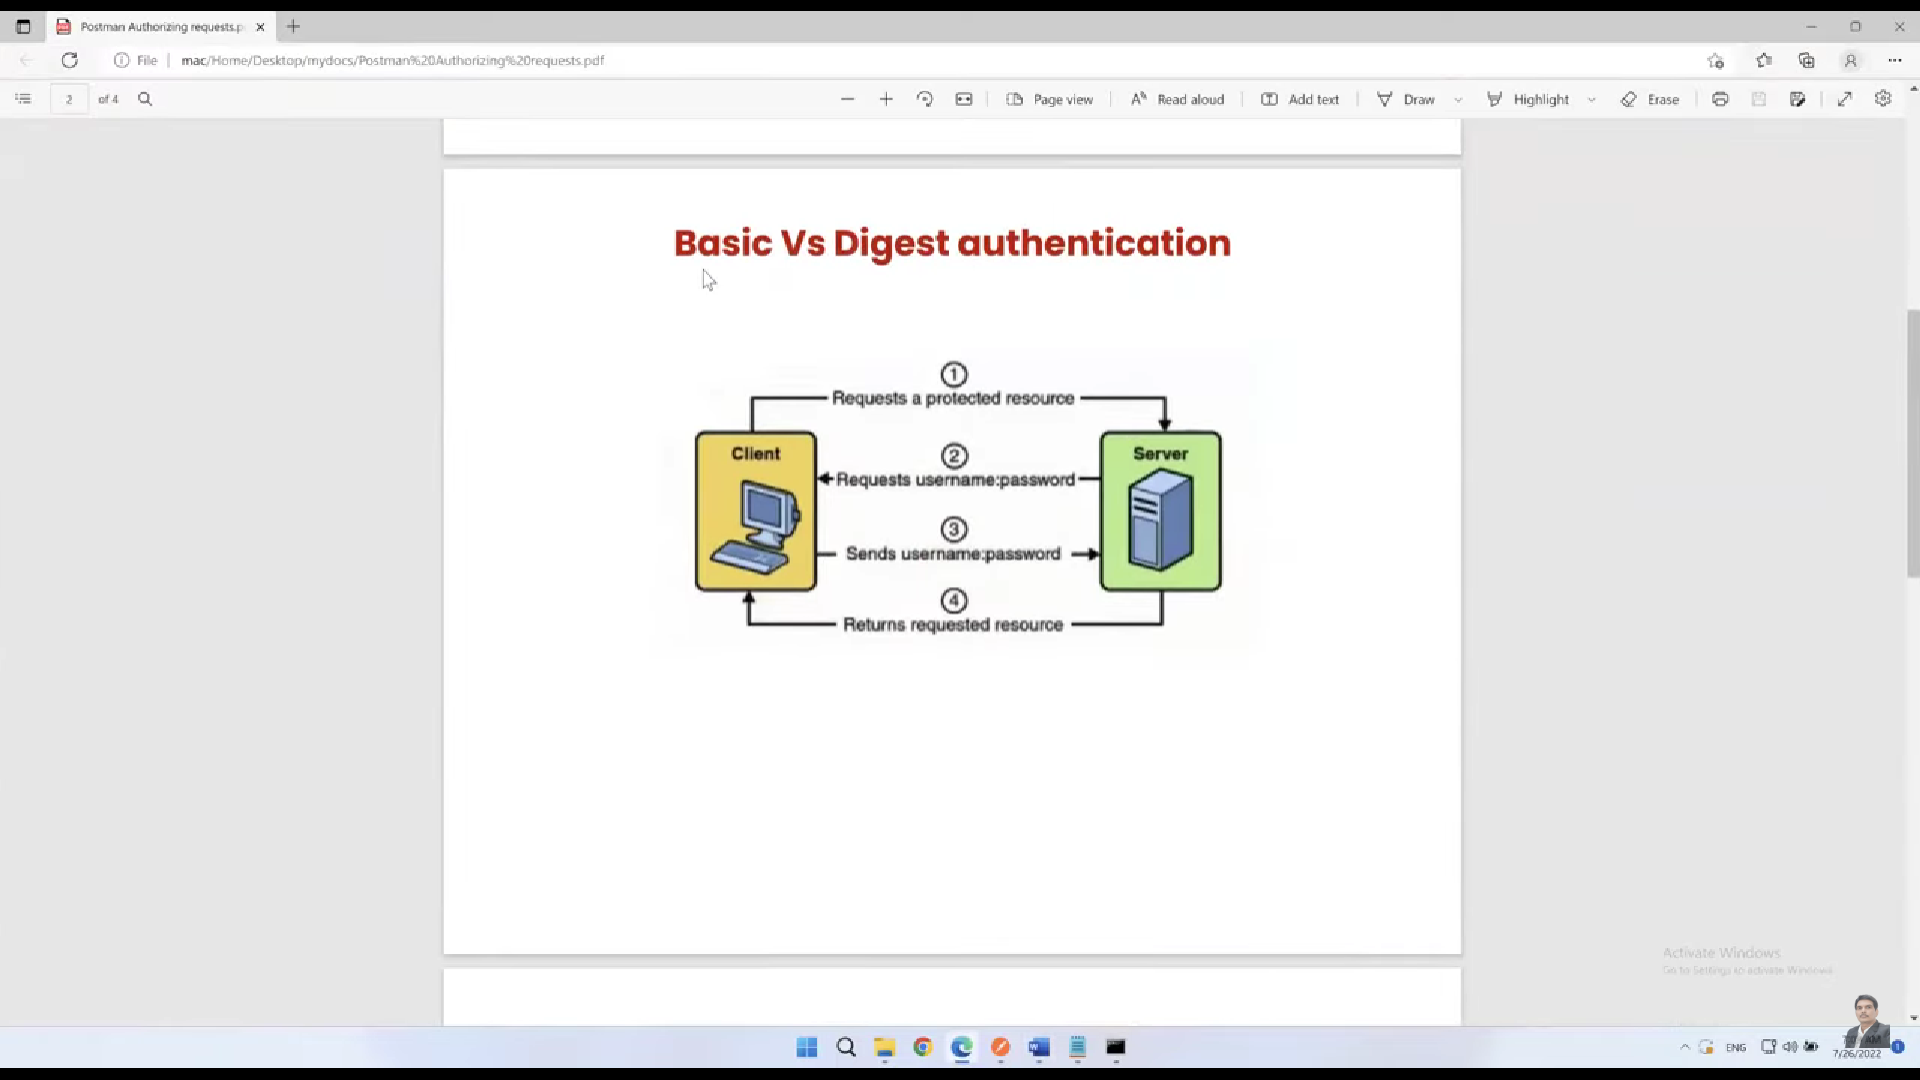 Postman Authorizing requests.p
File
mac/Home/Desktop/mydocs/Postman%20Authorizing%20requests.pdf
2 of 4
Page view
Read aloud
Add text
Draw
Highlight
Erase
Basic Vs Digest authentication
1
Requests a protected resource
Client
Server
2
Requests username:password
3
Sends username:password
4
Returns requested resource
Activate Windows
Go to Settings to activate Windows.
ENG
7/26/2022
1